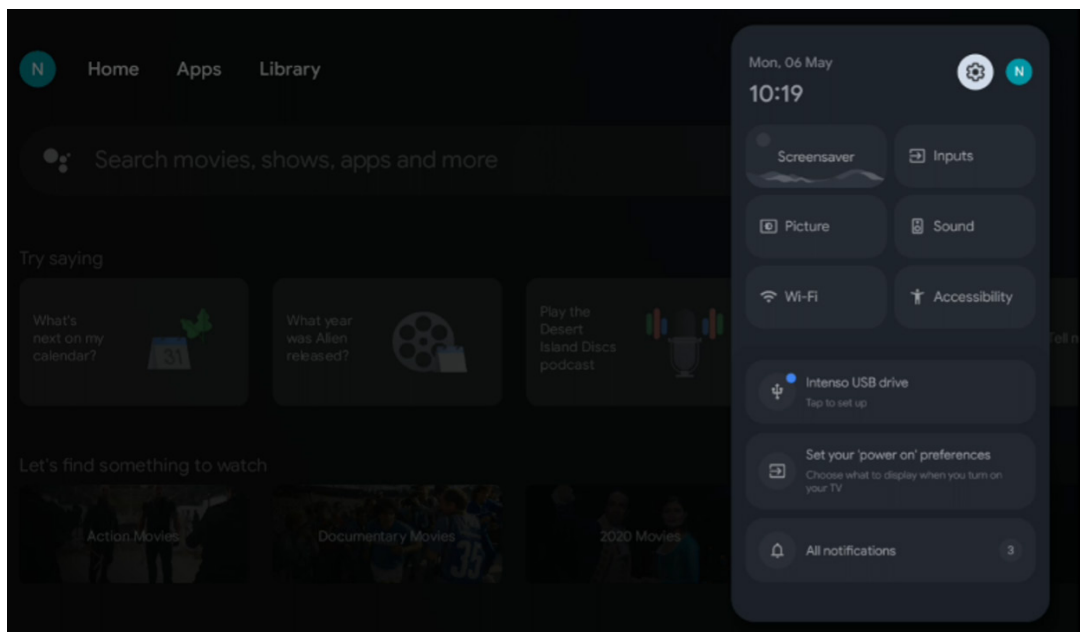 N
Home
Apps
Library
Search movies, shows, apps and more
Try saying
What's
next on my
calendar?
31
What year
was Alien
released?
Play the
Desert
Island Discs
podcast
Tell n
Let's find something to watch
Action Movies
Documentary Movies
35
2020 Movies
Mon, 06 May
10:19
N
Screensaver
Inputs
Picture
Sound
Wi-Fi
Accessibility
Intenso USB drive
Tap to set up
Set your 'power on' preferences
Choose what to display when you turn on
your TV
All notifications
3